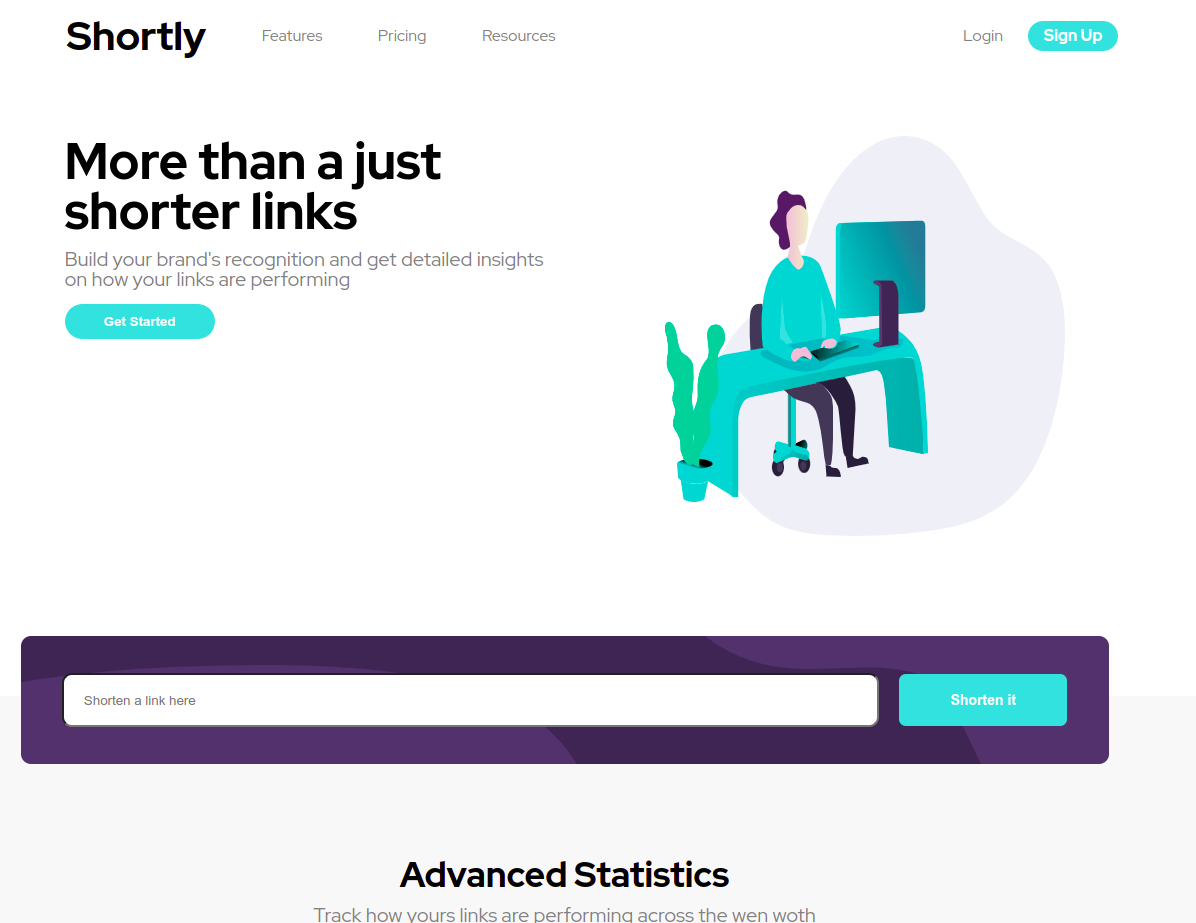 Shortly
Features
Pricing
Resources
Login
Sign Up
More than a just
shorter links
Build your brand's recognition and get detailed insights
on how your links are performing
Get Started
Shorten a link here
Shorten it
Advanced Statistics
Track how yours links are performing across the wen woth